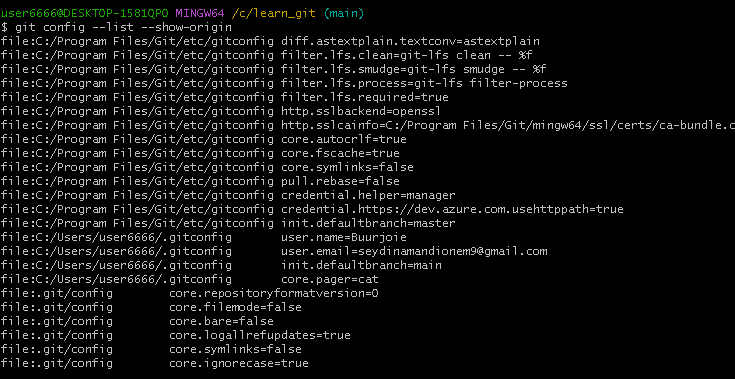 user6666@DESKTOP-1581QPO MINGW64 /c/learn_git (main)
$ git config --list --show-origin
file:C:/Program Files/Git/etc/gitconfig diff.astextplain.textconv=astextplain
file:C:/Program Files/Git/etc/gitconfig filter.lfs.clean=git-lfs clean -- %f
file:C:/Program Files/Git/etc/gitconfig filter.lfs.smudge=git-lfs smudge -- %f
file:C:/Program Files/Git/etc/gitconfig filter.lfs.process=git-lfs filter-process
file:C:/Program Files/Git/etc/gitconfig filter.lfs.required=true
file:C:/Program Files/Git/etc/gitconfig http.sslbackend=openssl
file:C:/Program Files/Git/etc/gitconfig http.sslcainfo=C:/Program Files/Git/mingw64/ssl/certs/ca-bundle.c
file:C:/Program Files/Git/etc/gitconfig core.autocrlf=true
file:C:/Program Files/Git/etc/gitconfig core.fscache=true
file:C:/Program Files/Git/etc/gitconfig core.symlinks=false
file:C:/Program Files/Git/etc/gitconfig pull.rebase=false
file:C:/Program Files/Git/etc/gitconfig credential.helper=manager
file:C:/Program Files/Git/etc/gitconfig credential.https://dev.azure.com.usehttppath=true
file:C:/Program Files/Git/etc/gitconfig init.defaultbranch=master
file:C:/Users/user6666/.gitconfig user.name=Buurjoie
file:C:/Users/user6666/.gitconfig user.email=seydinamandionem9@gmail.com
file:C:/Users/user6666/.gitconfig init.defaultbranch=main
file:C:/Users/user6666/.gitconfig core.pager=cat
file:.git/config core.repositoryformatversion=0
file:.git/config core.filemode=false
file:.git/config core.bare=false
file:.git/config core.logallrefupdates=true
file:.git/config core.symlinks=false
file:.git/config core.ignorecase=true